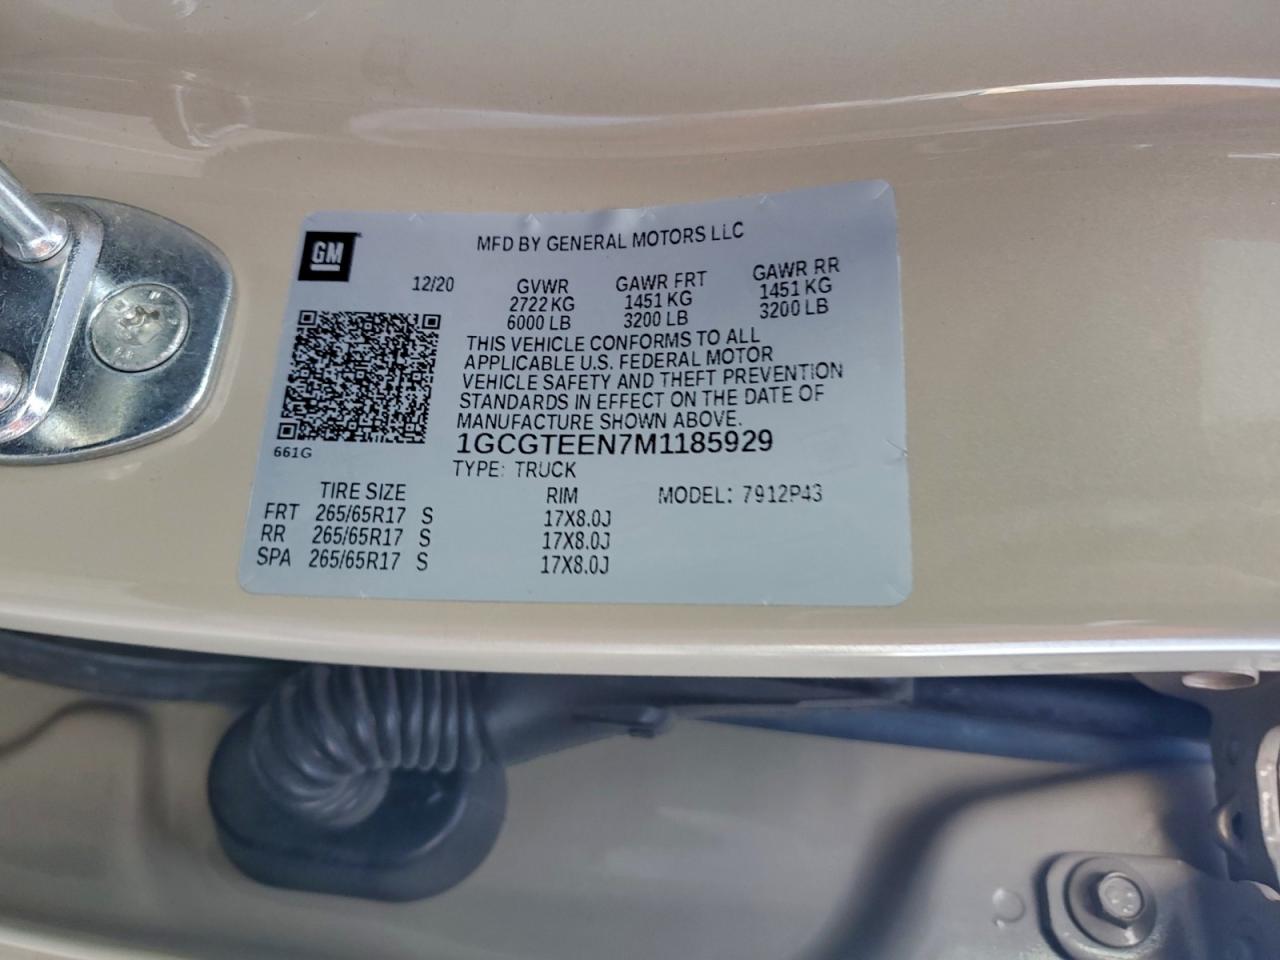 GM
MFD BY GENERAL MOTORS LLC
12/20
GVWR GAWR FRT GAWR RR
2722 KG 1451 KG 1451 KG
6000 LB 3200 LB 3200 LB
THIS VEHICLE CONFORMS TO ALL
APPLICABLE U.S. FEDERAL MOTOR
VEHICLE SAFETY AND THEFT PREVENTION
STANDARDS IN EFFECT ON THE DATE OF
MANUFACTURE SHOWN ABOVE.
661G
1GCGTEEN7M1185929
TYPE: TRUCK
TIRE SIZE RIM MODEL: 7912P43
FRT 265/65R17 S 17X8.0J
RR 265/65R17 S 17X8.0J
SPA 265/65R17 S 17X8.0J